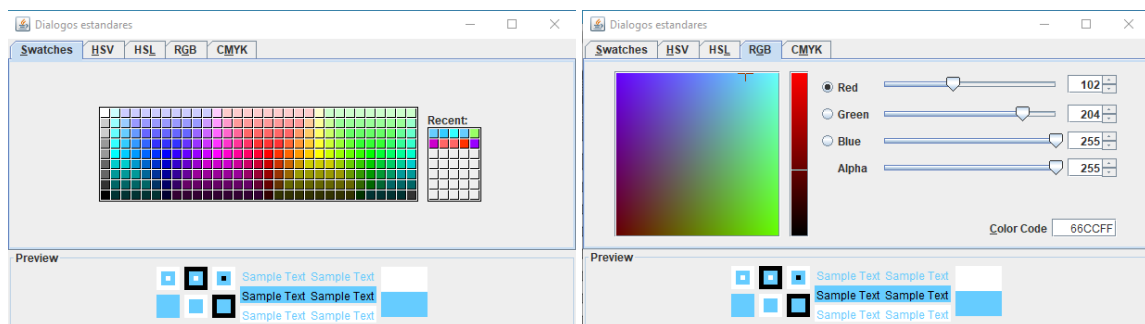 Dialogos estandares
Swatches HSV HSL RGB CMYK
Recent:
Preview
Sample Text Sample Text
Sample Text Sample Text
Sample Text Sample Text
Dialogos estandares
Swatches HSV HSL RGB CMYK
Red 102
Green 204
Blue 255
Alpha 255
Color Code 66CCFF
Preview
Sample Text Sample Text
Sample Text Sample Text
Sample Text Sample Text